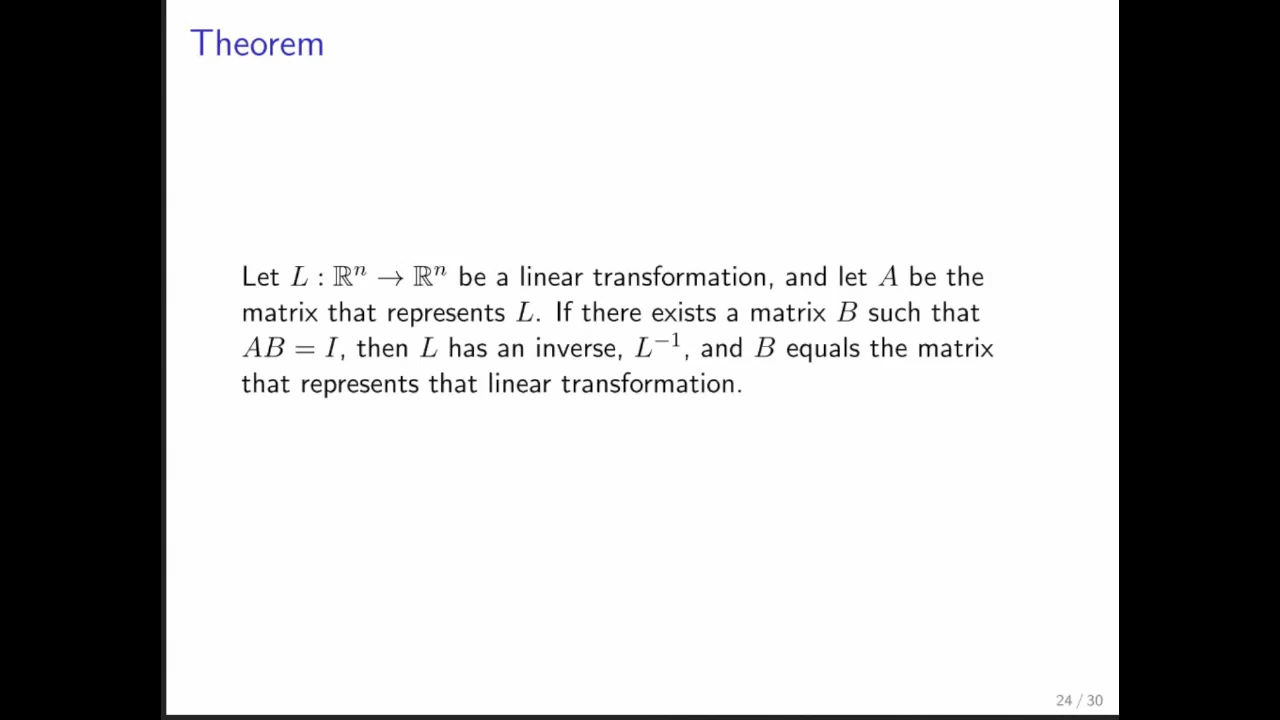 Theorem
Let L : ℝⁿ → ℝⁿ be a linear transformation, and let A be the
matrix that represents L. If there exists a matrix B such that
AB = I, then L has an inverse, L⁻¹, and B equals the matrix
that represents that linear transformation.
24 / 30